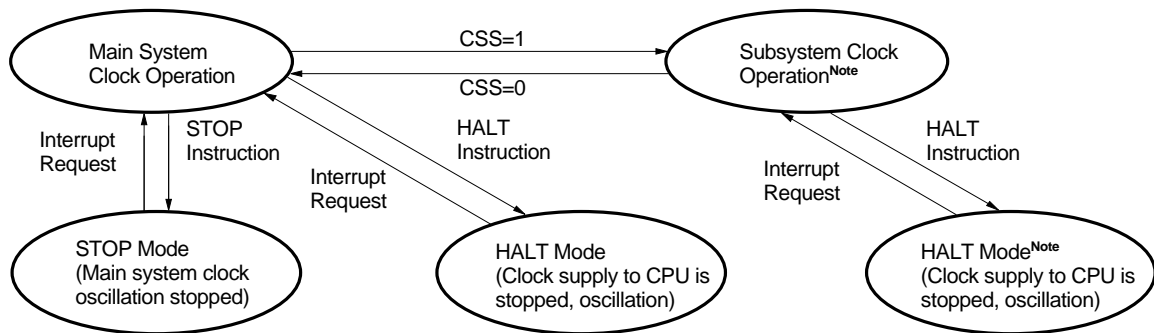 Main System
Clock Operation
CSS=1
CSS=0
Subsystem Clock
Operation^Note
Interrupt
Request
STOP
Instruction
HALT
Instruction
Interrupt
Request
HALT
Instruction
Interrupt
Request
STOP Mode
(Main system clock
oscillation stopped)
HALT Mode
(Clock supply to CPU is
stopped, oscillation)
HALT Mode^Note
(Clock supply to CPU is
stopped, oscillation)